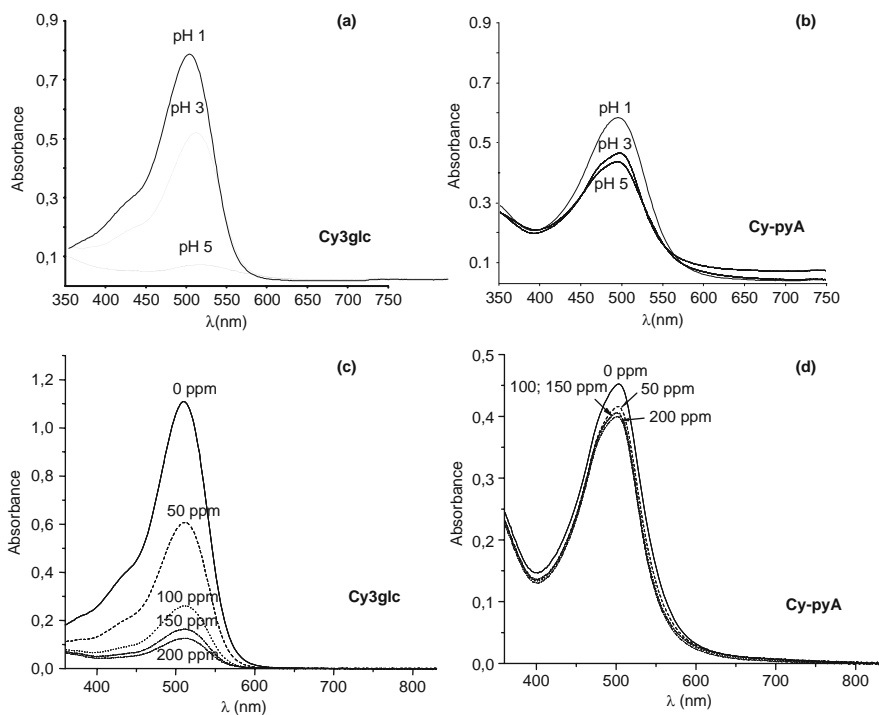 (a)
0,9
0,7
0,5
0,3
0,1
Absorbance
pH 1
pH 3
pH 5
Cy3glc
350 400 450 500 550 600 650 700 750
λ(nm)
(b)
0.9
0.7
0.5
0.3
0.1
Absorbance
pH 1
pH 3
pH 5
Cy-pyA
350 400 450 500 550 600 650 700 750
λ(nm)
(c)
1,2
1,0
0,8
0,6
0,4
0,2
0,0
Absorbance
0 ppm
50 ppm
100 ppm
150 ppm
200 ppm
Cy3glc
400 500 600 700 800
λ (nm)
(d)
0,5
0,4
0,3
0,2
0,1
0,0
Absorbance
0 ppm
100; 150 ppm
50 ppm
200 ppm
Cy-pyA
400 500 600 700 800
λ (nm)